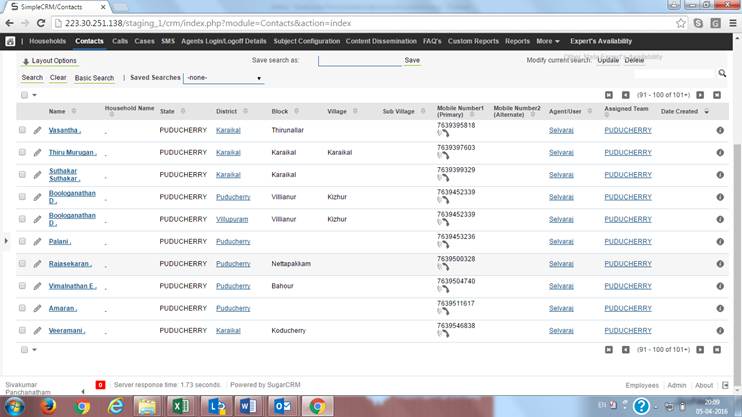 SimpleCRM/Contacts
223.30.251.138/staging_1/crm/index.php?module=Contacts&action=index
Households Contacts Calls Cases SMS Agents Login/Logoff Details Subject Configuration Content Dissemination FAQ's Custom Reports Reports More Expert's Availability
Layout Options Save search as: Save Modify current search: Update Delete
Search Clear Basic Search | Saved Searches -none-
(91 - 100 of 101+)
Name Household Name State District Block Village Sub Village Mobile Number1 (Primary) Mobile Number2 (Alternate) Agent/User Assigned Team Date Created
Vasantha . . PUDUCHERRY Karaikal Thirunallar 7639395818 Selvaraj PUDUCHERRY
Thiru Murugan . . PUDUCHERRY Karaikal Karaikal Karaikal 7639397603 Selvaraj PUDUCHERRY
Suthakar Suthakar . . PUDUCHERRY Karaikal Karaikal 7639399329 Selvaraj PUDUCHERRY
Boologanathan D . . PUDUCHERRY Puducherry Villianur Kizhur 7639452339 Selvaraj PUDUCHERRY
Boologanathan D . . PUDUCHERRY Villupuram Villianur Kizhur 7639452339 Selvaraj PUDUCHERRY
Palani . . PUDUCHERRY Puducherry 7639453236 Selvaraj PUDUCHERRY
Rajasekaran . . PUDUCHERRY Puducherry Nettapakkam 7639500328 Selvaraj PUDUCHERRY
Vimalnathan E . . PUDUCHERRY Puducherry Bahour 7639504740 Selvaraj PUDUCHERRY
Amaran . . PUDUCHERRY Puducherry 7639511617 Selvaraj PUDUCHERRY
Veeramani . . PUDUCHERRY Karaikal Koducherry 7639546838 Selvaraj PUDUCHERRY
(91 - 100 of 101+)
Sivakumar Panchanatham 0 Server response time: 1.73 seconds. | Powered by SugarCRM Employees Admin About
EN 20:09
05-04-2016